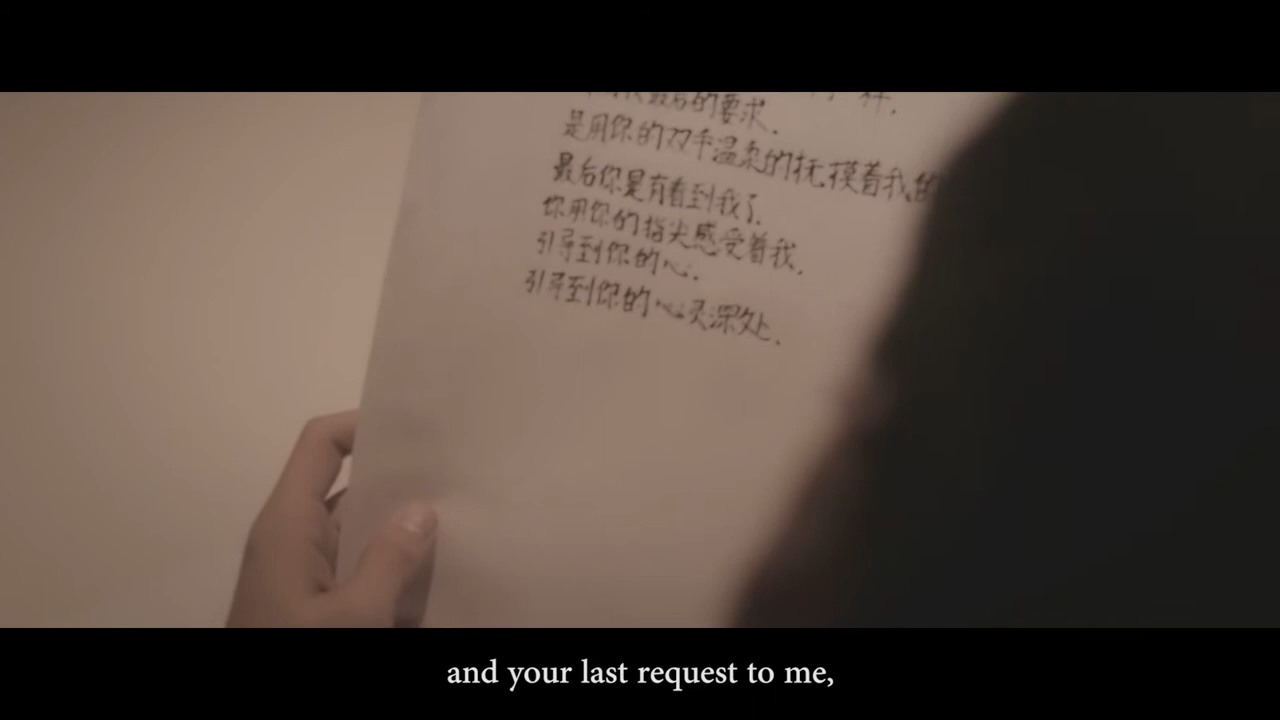 最后的要求.
是用你的双手温柔的抚摸着我的
最后你是有看到我了.
你用你的指尖感受着我.
引导到你的心.
引导到你的心灵深处.
and your last request to me,